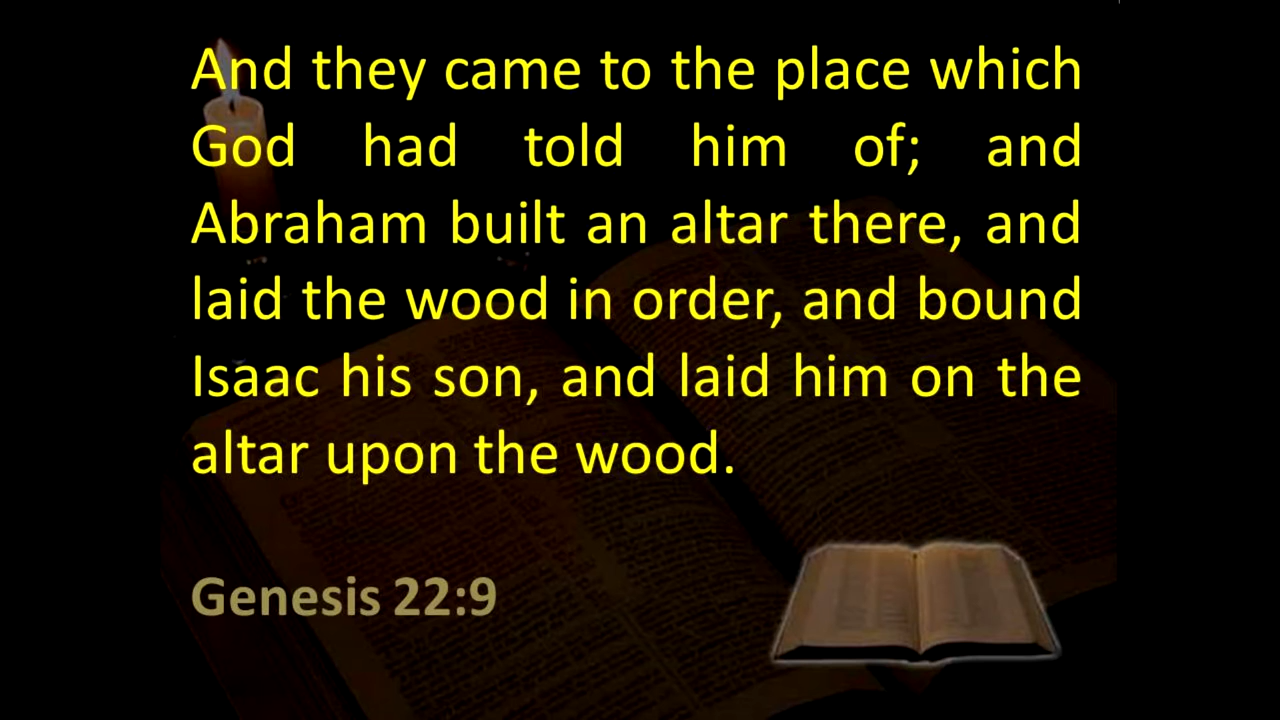 And they came to the place which
God had told him of; and
Abraham built an altar there, and
laid the wood in order, and bound
Isaac his son, and laid him on the
altar upon the wood.
Genesis 22:9